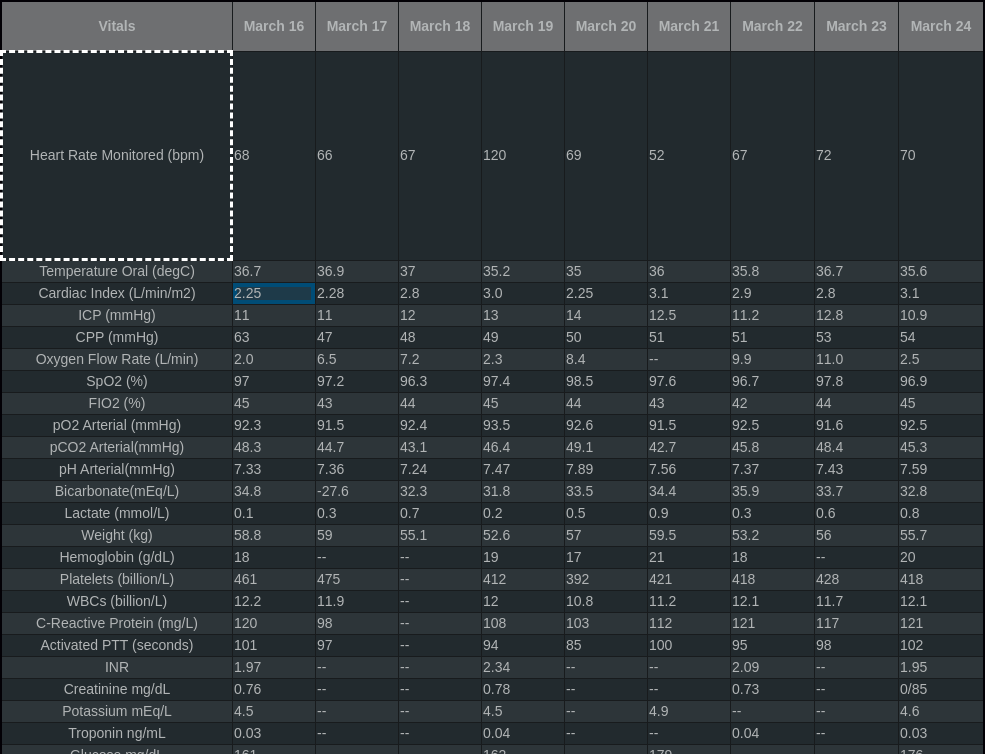 Vitals March 16 March 17 March 18 March 19 March 20 March 21 March 22 March 23 March 24
Heart Rate Monitored (bpm) 68 66 67 120 69 52 67 72 70
Temperature Oral (degC) 36.7 36.9 37 35.2 35 36 35.8 36.7 35.6
Cardiac Index (L/min/m2) 2.25 2.28 2.8 3.0 2.25 3.1 2.9 2.8 3.1
ICP (mmHg) 11 11 12 13 14 12.5 11.2 12.8 10.9
CPP (mmHg) 63 47 48 49 50 51 51 53 54
Oxygen Flow Rate (L/min) 2.0 6.5 7.2 2.3 8.4 -- 9.9 11.0 2.5
SpO2 (%) 97 97.2 96.3 97.4 98.5 97.6 96.7 97.8 96.9
FIO2 (%) 45 43 44 45 44 43 42 44 45
pO2 Arterial (mmHg) 92.3 91.5 92.4 93.5 92.6 91.5 92.5 91.6 92.5
pCO2 Arterial(mmHg) 48.3 44.7 43.1 46.4 49.1 42.7 45.8 48.4 45.3
pH Arterial(mmHg) 7.33 7.36 7.24 7.47 7.89 7.56 7.37 7.43 7.59
Bicarbonate(mEq/L) 34.8 -27.6 32.3 31.8 33.5 34.4 35.9 33.7 32.8
Lactate (mmol/L) 0.1 0.3 0.7 0.2 0.5 0.9 0.3 0.6 0.8
Weight (kg) 58.8 59 55.1 52.6 57 59.5 53.2 56 55.7
Hemoglobin (g/dL) 18 -- -- 19 17 21 18 -- 20
Platelets (billion/L) 461 475 -- 412 392 421 418 428 418
WBCs (billion/L) 12.2 11.9 -- 12 10.8 11.2 12.1 11.7 12.1
C-Reactive Protein (mg/L) 120 98 -- 108 103 112 121 117 121
Activated PTT (seconds) 101 97 -- 94 85 100 95 98 102
INR 1.97 -- -- 2.34 -- -- 2.09 -- 1.95
Creatinine mg/dL 0.76 -- -- 0.78 -- -- 0.73 -- 0/85
Potassium mEq/L 4.5 -- -- 4.5 -- 4.9 -- -- 4.6
Troponin ng/mL 0.03 -- -- 0.04 -- -- 0.04 -- 0.03